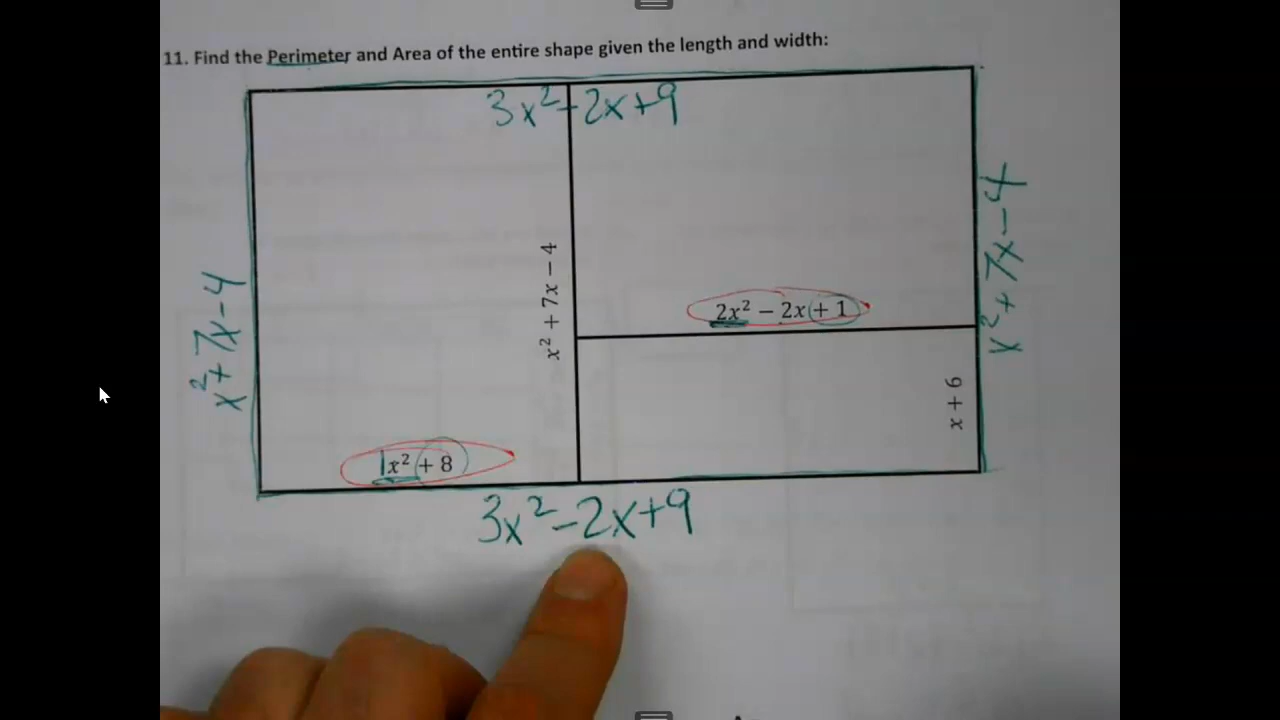 11. Find the Perimeter and Area of the entire shape given the length and width:
3x² - 2x + 9
x² + 7x - 4
x² + 7x − 4
x² + 7x - 4
2x² − 2x + 1
x + 6
1x² + 8
3x² - 2x + 9